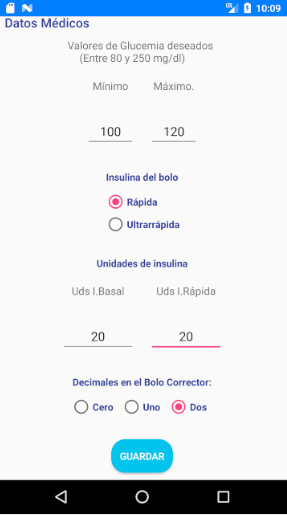 10:09
Datos Médicos
Valores de Glucemia deseados
(Entre 80 y 250 mg/dl)
Mínimo Máximo.
100 120
Insulina del bolo
Rápida
Ultrarrápida
Unidades de insulina
Uds I.Basal Uds I.Rápida
20 20
Decimales en el Bolo Corrector:
Cero Uno Dos
GUARDAR